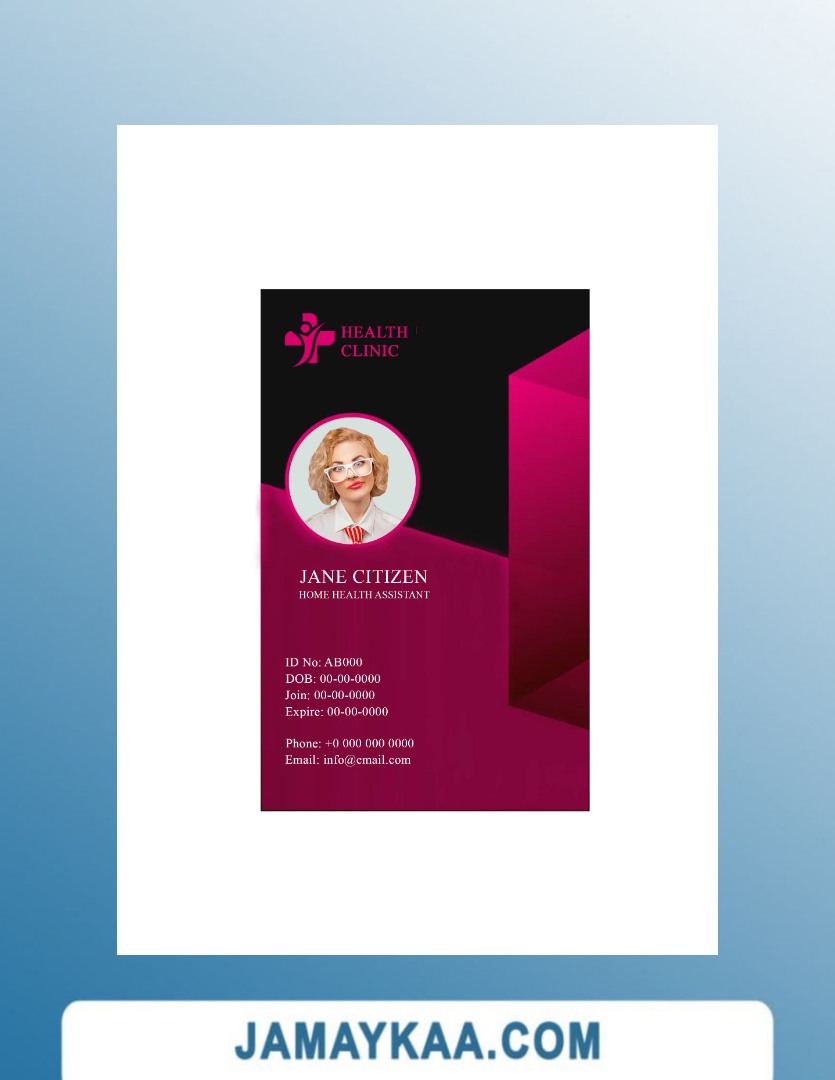 HEALTH
CLINIC
JANE CITIZEN
HOME HEALTH ASSISTANT
ID No: AB000
DOB: 00-00-0000
Join: 00-00-0000
Expire: 00-00-0000
Phone: +0 000 000 0000
Email: info@email.com
JAMAYKAA.COM